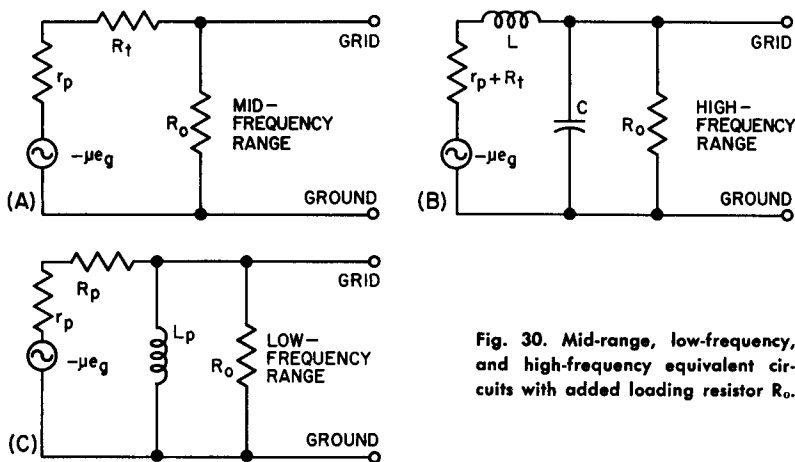 Rt
GRID
rp
Ro
MID-
FREQUENCY
RANGE
-μeg
GROUND
(A)
L
GRID
rp+Rt
C
Ro
HIGH-
FREQUENCY
RANGE
-μeg
GROUND
(B)
Rp
GRID
rp
Lp
Ro
LOW-
FREQUENCY
RANGE
-μeg
GROUND
(C)
Fig. 30. Mid-range, low-frequency,
and high-frequency equivalent cir-
cuits with added loading resistor Ro.